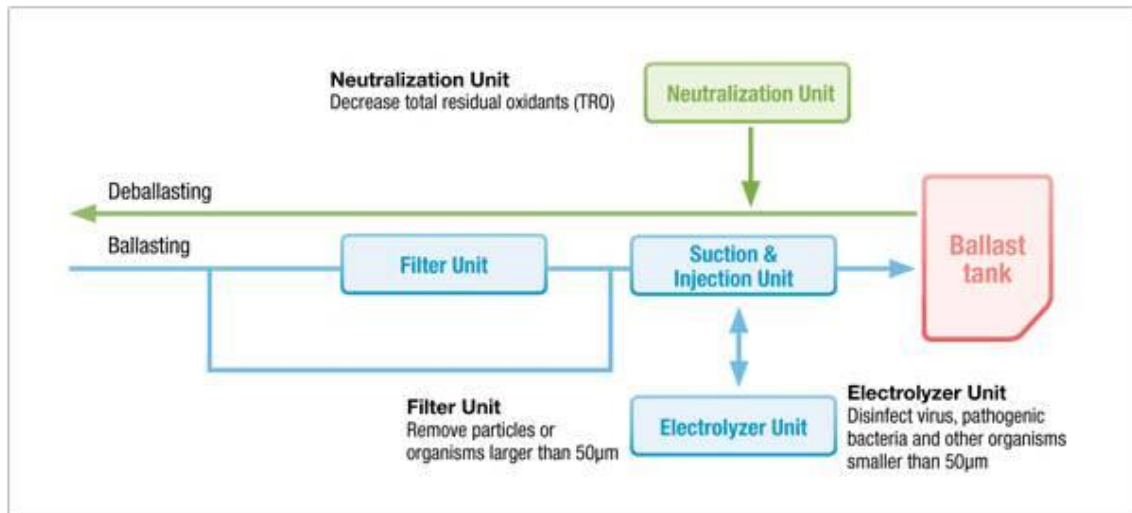 Neutralization Unit
Decrease total residual oxidants (TRO)
Neutralization Unit
Deballasting
Ballasting
Filter Unit
Suction &
Injection Unit
Ballast
tank
Filter Unit
Remove particles or
organisms larger than 50μm
Electrolyzer Unit
Electrolyzer Unit
Disinfect virus, pathogenic
bacteria and other organisms
smaller than 50μm